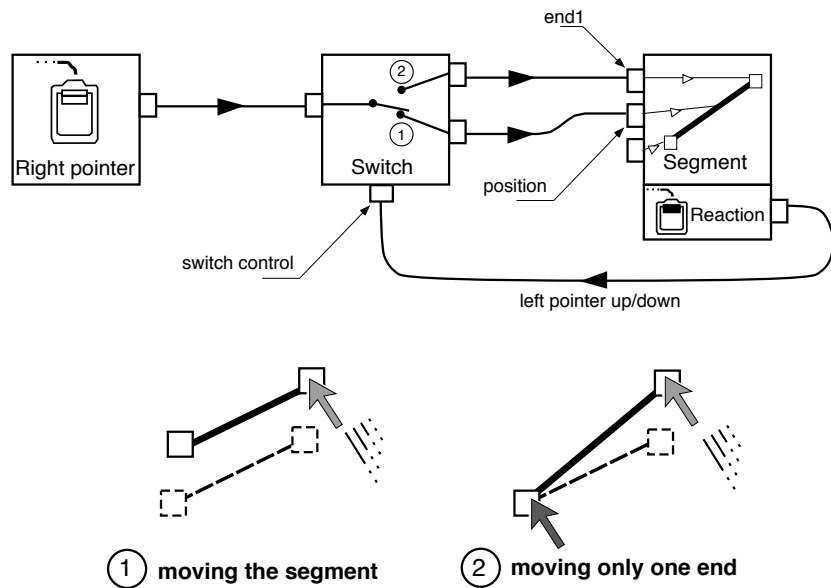 end1
2
1
Right pointer
Switch
Segment
position
Reaction
switch control
left pointer up/down
1 moving the segment
2 moving only one end